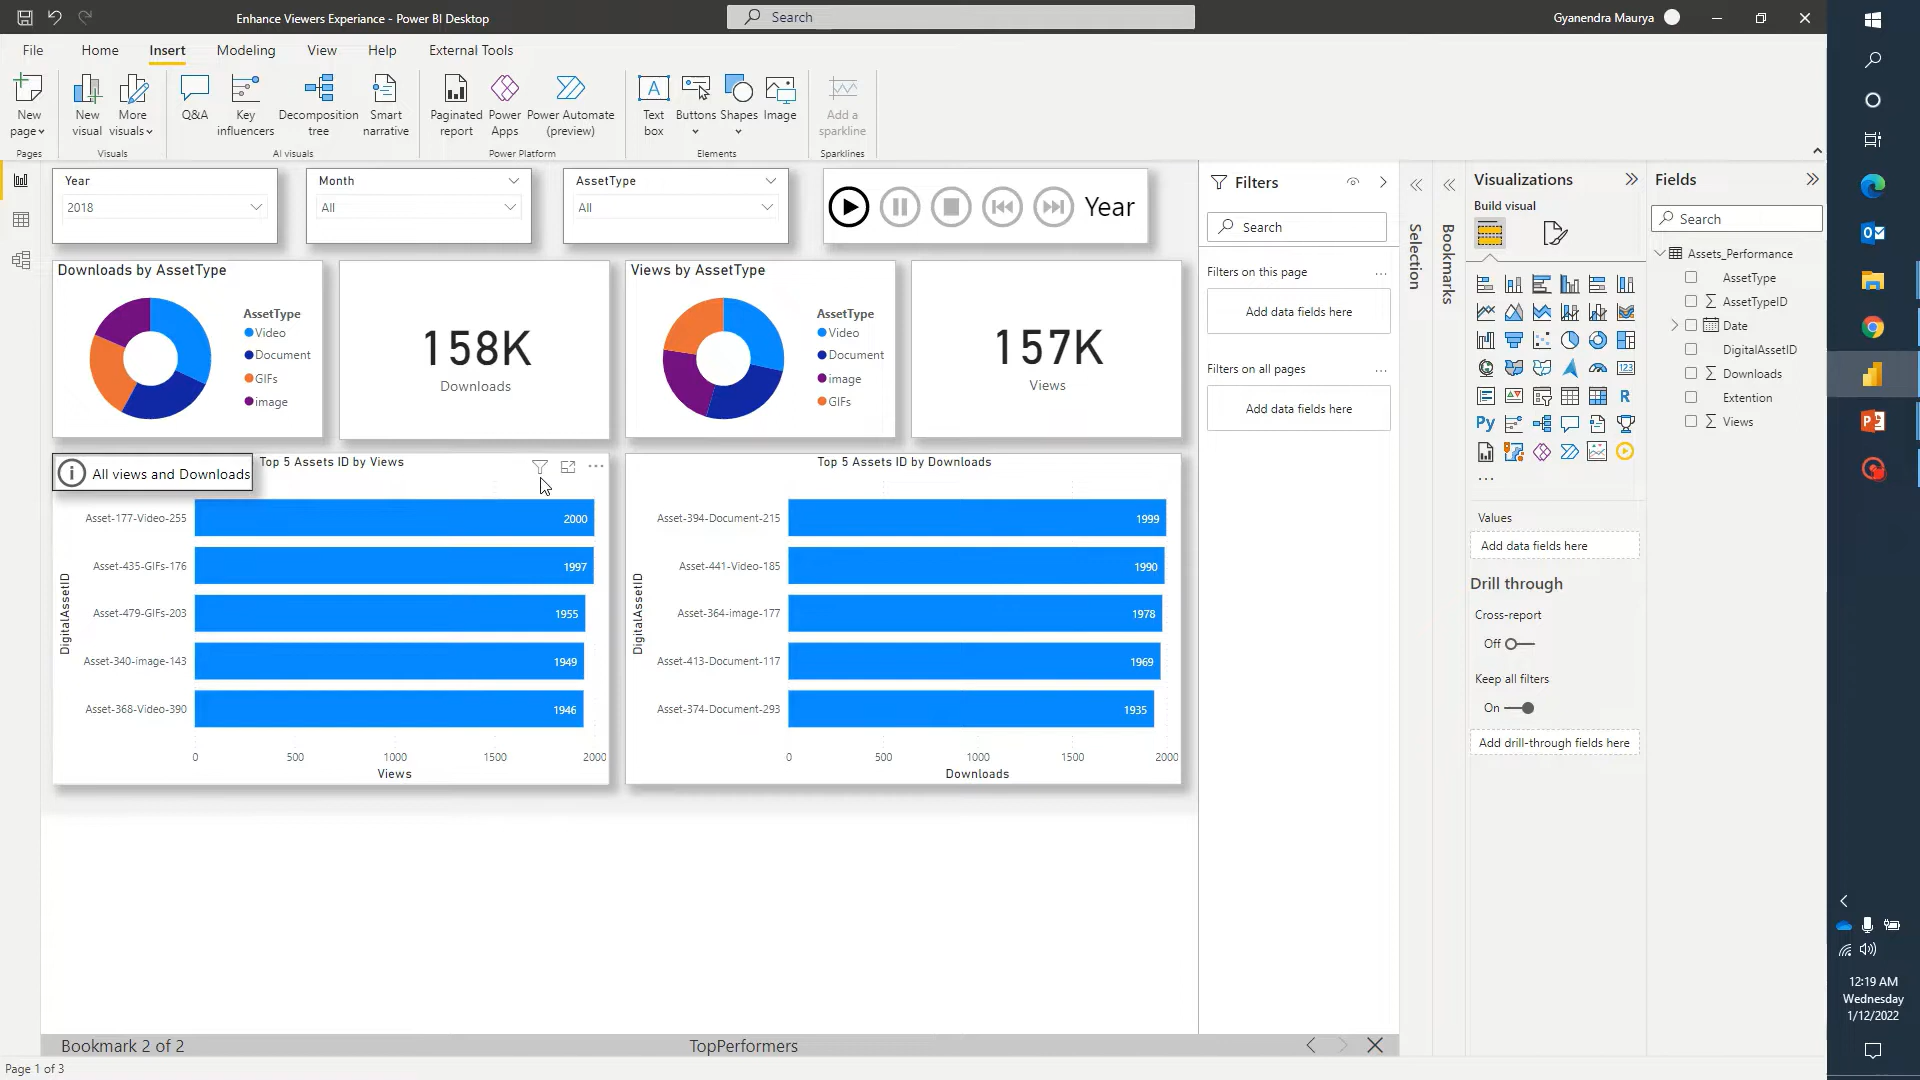 Enhance Viewers Experiance - Power BI Desktop
Search
Gyanendra Maurya
File Home Insert Modeling View Help External Tools
New page
New visual
More visuals
Q&A
Key influencers
Decomposition tree
Smart narrative
Paginated report
Power Apps
Power Automate (preview)
Text box
Buttons
Shapes
Image
Add a sparkline
Pages
Visuals
AI visuals
Power Platform
Elements
Sparklines
Year
2018
Month
All
AssetType
All
Year
Downloads by AssetType
AssetType
Video
Document
GIFs
image
158K
Downloads
Views by AssetType
AssetType
Video
Document
image
GIFs
157K
Views
All views and Downloads
Top 5 Assets ID by Views
DigitalAssetID
Asset-177-Video-255 2000
Asset-435-GIFs-176 1997
Asset-479-GIFs-203 1955
Asset-340-image-143 1949
Asset-368-Video-390 1946
0 500 1000 1500 2000
Views
Top 5 Assets ID by Downloads
DigitalAssetID
Asset-394-Document-215 1999
Asset-441-Video-185 1990
Asset-364-image-177 1978
Asset-413-Document-117 1969
Asset-374-Document-293 1935
0 500 1000 1500 2000
Downloads
Filters
Search
Filters on this page
Add data fields here
Filters on all pages
Add data fields here
Selection
Bookmarks
Visualizations
Build visual
123
R
Py
Values
Add data fields here
Drill through
Cross-report
Off
Keep all filters
On
Add drill-through fields here
Fields
Search
Assets_Performance
AssetType
AssetTypeID
Date
DigitalAssetID
Downloads
Extention
Views
Bookmark 2 of 2
TopPerformers
Page 1 of 3
12:19 AM
Wednesday
1/12/2022